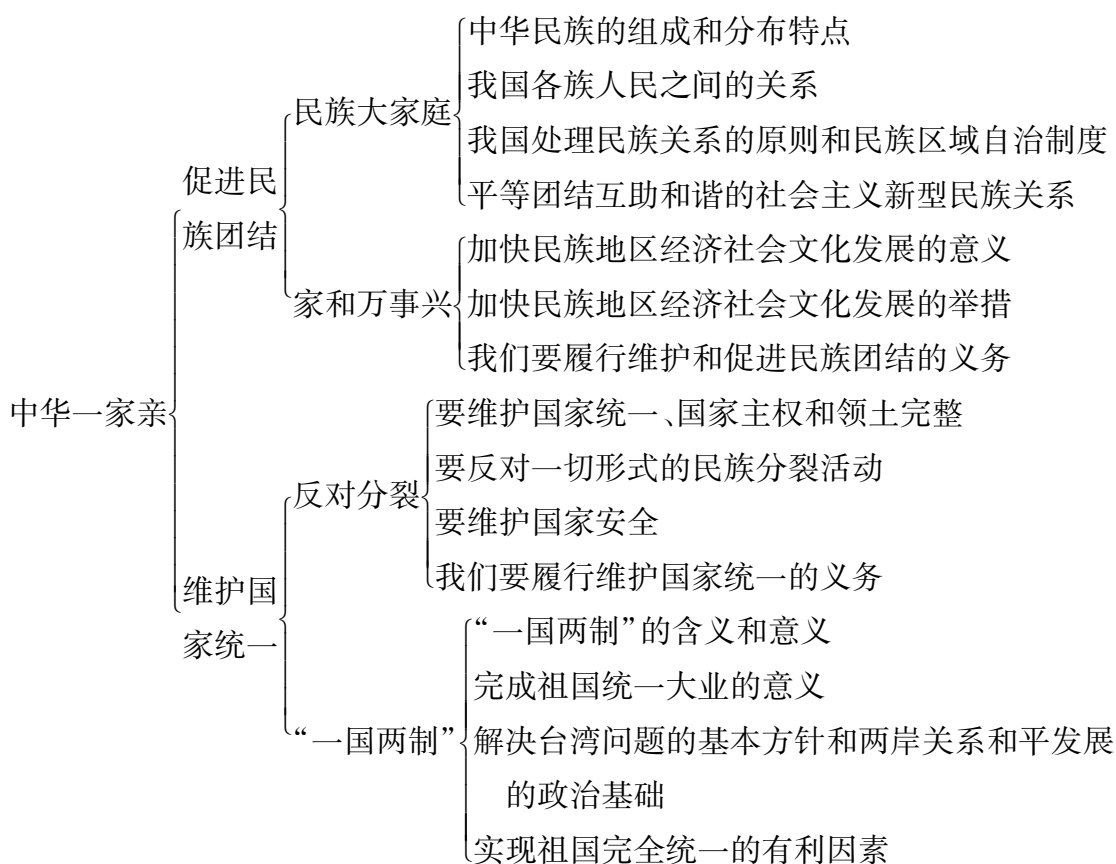 中华一家亲
促进民
族团结
民族大家庭
中华民族的组成和分布特点
我国各族人民之间的关系
我国处理民族关系的原则和民族区域自治制度
平等团结互助和谐的社会主义新型民族关系
家和万事兴
加快民族地区经济社会文化发展的意义
加快民族地区经济社会文化发展的举措
我们要履行维护和促进民族团结的义务
维护国
家统一
反对分裂
要维护国家统一、国家主权和领土完整
要反对一切形式的民族分裂活动
要维护国家安全
我们要履行维护国家统一的义务
“一国两制”
“一国两制”的含义和意义
完成祖国统一大业的意义
解决台湾问题的基本方针和两岸关系和平发展
的政治基础
实现祖国完全统一的有利因素